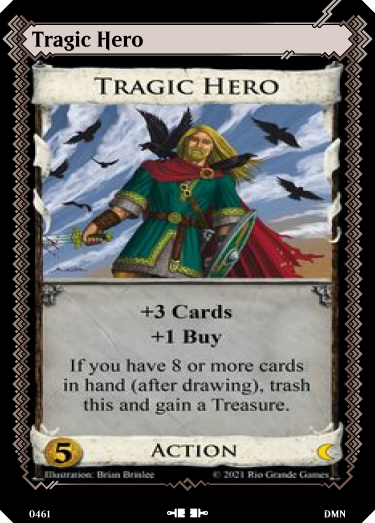 Tragic Hero
TRAGIC HERO
+3 Cards
+1 Buy
If you have 8 or more cards
in hand (after drawing), trash
this and gain a Treasure.
5
ACTION
Illustration: Brian Brinlee
© 2021 Rio Grande Games
0461
DMN